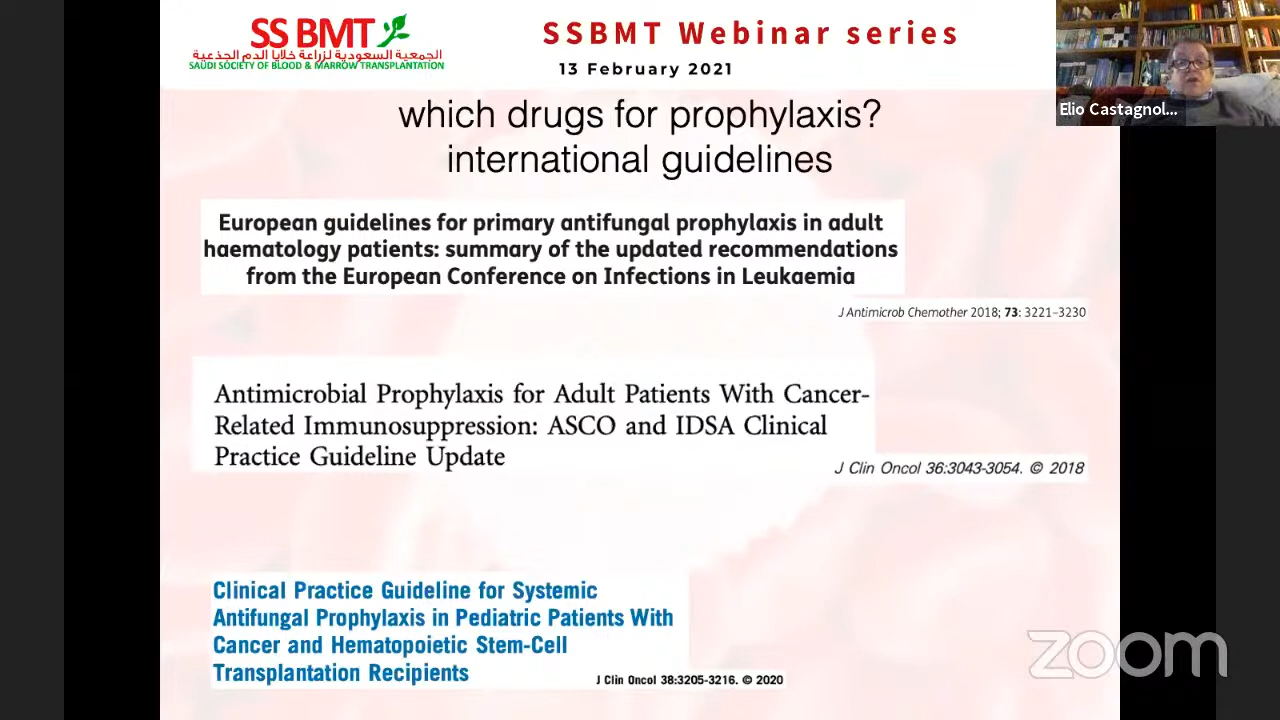 SS BMT
الجمعية السعودية لزراعة خلايا الدم الجذعية
SAUDI SOCIETY OF BLOOD & MARROW TRANSPLANTATION
SSBMT Webinar series
13 February 2021
Elio Castagnol...
which drugs for prophylaxis?
international guidelines
European guidelines for primary antifungal prophylaxis in adult
haematology patients: summary of the updated recommendations
from the European Conference on Infections in Leukaemia
J Antimicrob Chemother 2018; 73: 3221–3230
Antimicrobial Prophylaxis for Adult Patients With Cancer-
Related Immunosuppression: ASCO and IDSA Clinical
Practice Guideline Update
J Clin Oncol 36:3043-3054. © 2018
Clinical Practice Guideline for Systemic
Antifungal Prophylaxis in Pediatric Patients With
Cancer and Hematopoietic Stem-Cell
Transplantation Recipients
J Clin Oncol 38:3205-3216. © 2020
zoom